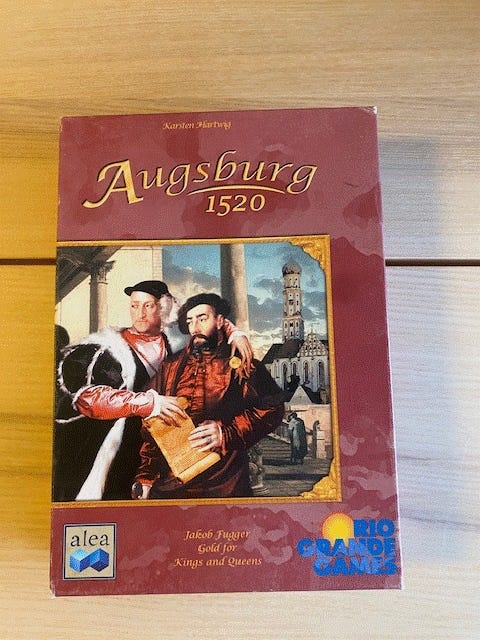 Karsten Hartwig
Augsburg
1520
Jakob Fugger
Gold for
Kings and Queens
alea
RIO
GRANDE
GAMES